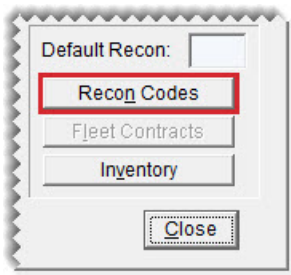 Default Recon:
Recon Codes
Fleet Contracts
Inventory
Close